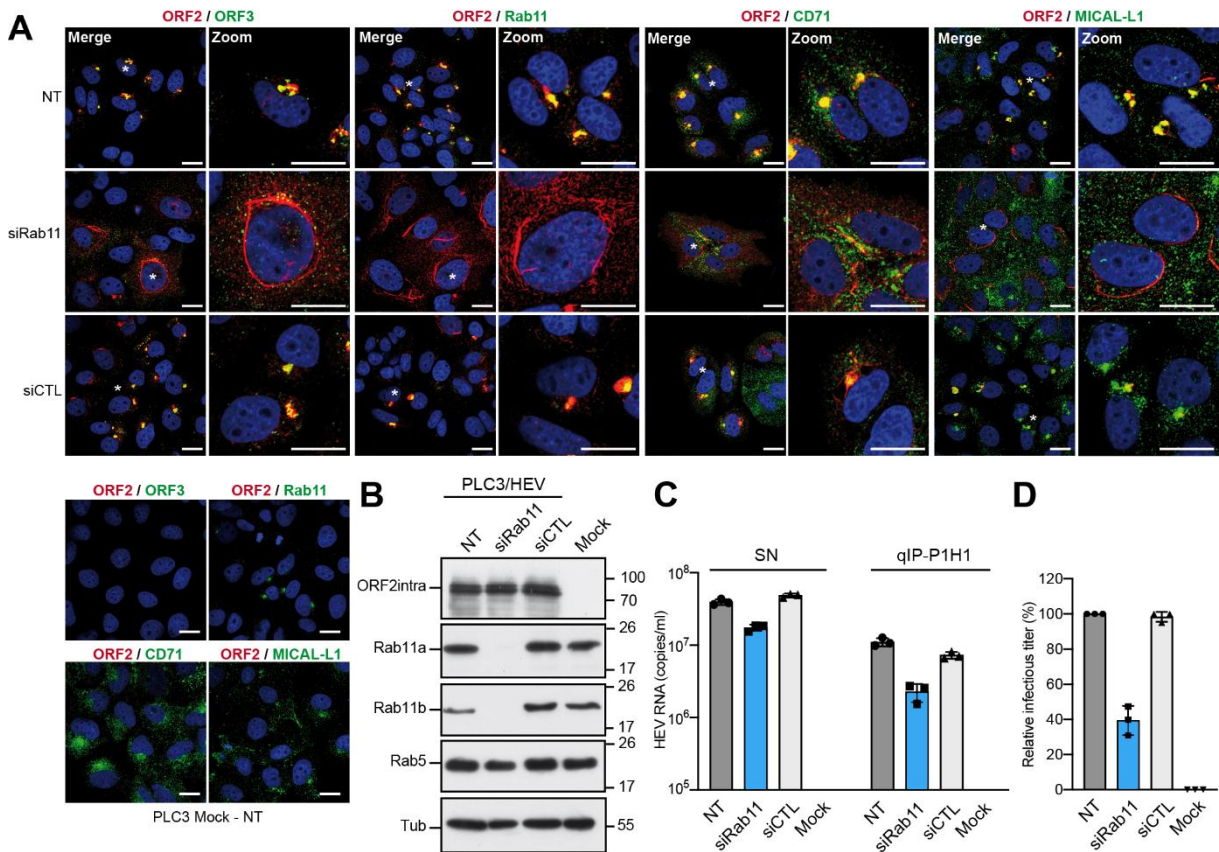 A
ORF2 / ORF3
ORF2 / Rab11
ORF2 / CD71
ORF2 / MICAL-L1
Merge Zoom Merge Zoom Merge Zoom Merge Zoom
NT
*
*
*
*
siRab11
*
*
*
*
siCTL
*
*
*
*
ORF2 / ORF3
ORF2 / Rab11
ORF2 / CD71
ORF2 / MICAL-L1
PLC3 Mock - NT
B
PLC3/HEV
NT siRab11 siCTL Mock
ORF2intra
100
70
Rab11a
26
17
Rab11b
26
17
Rab5
26
17
Tub
55
C
SN
qIP-P1H1
HEV RNA (copies/ml)
10⁸
10⁷
10⁶
10⁵
NT siRab11 siCTL Mock NT siRab11 siCTL Mock
D
Relative infectious titer (%)
120
100
80
60
40
20
0
NT siRab11 siCTL Mock